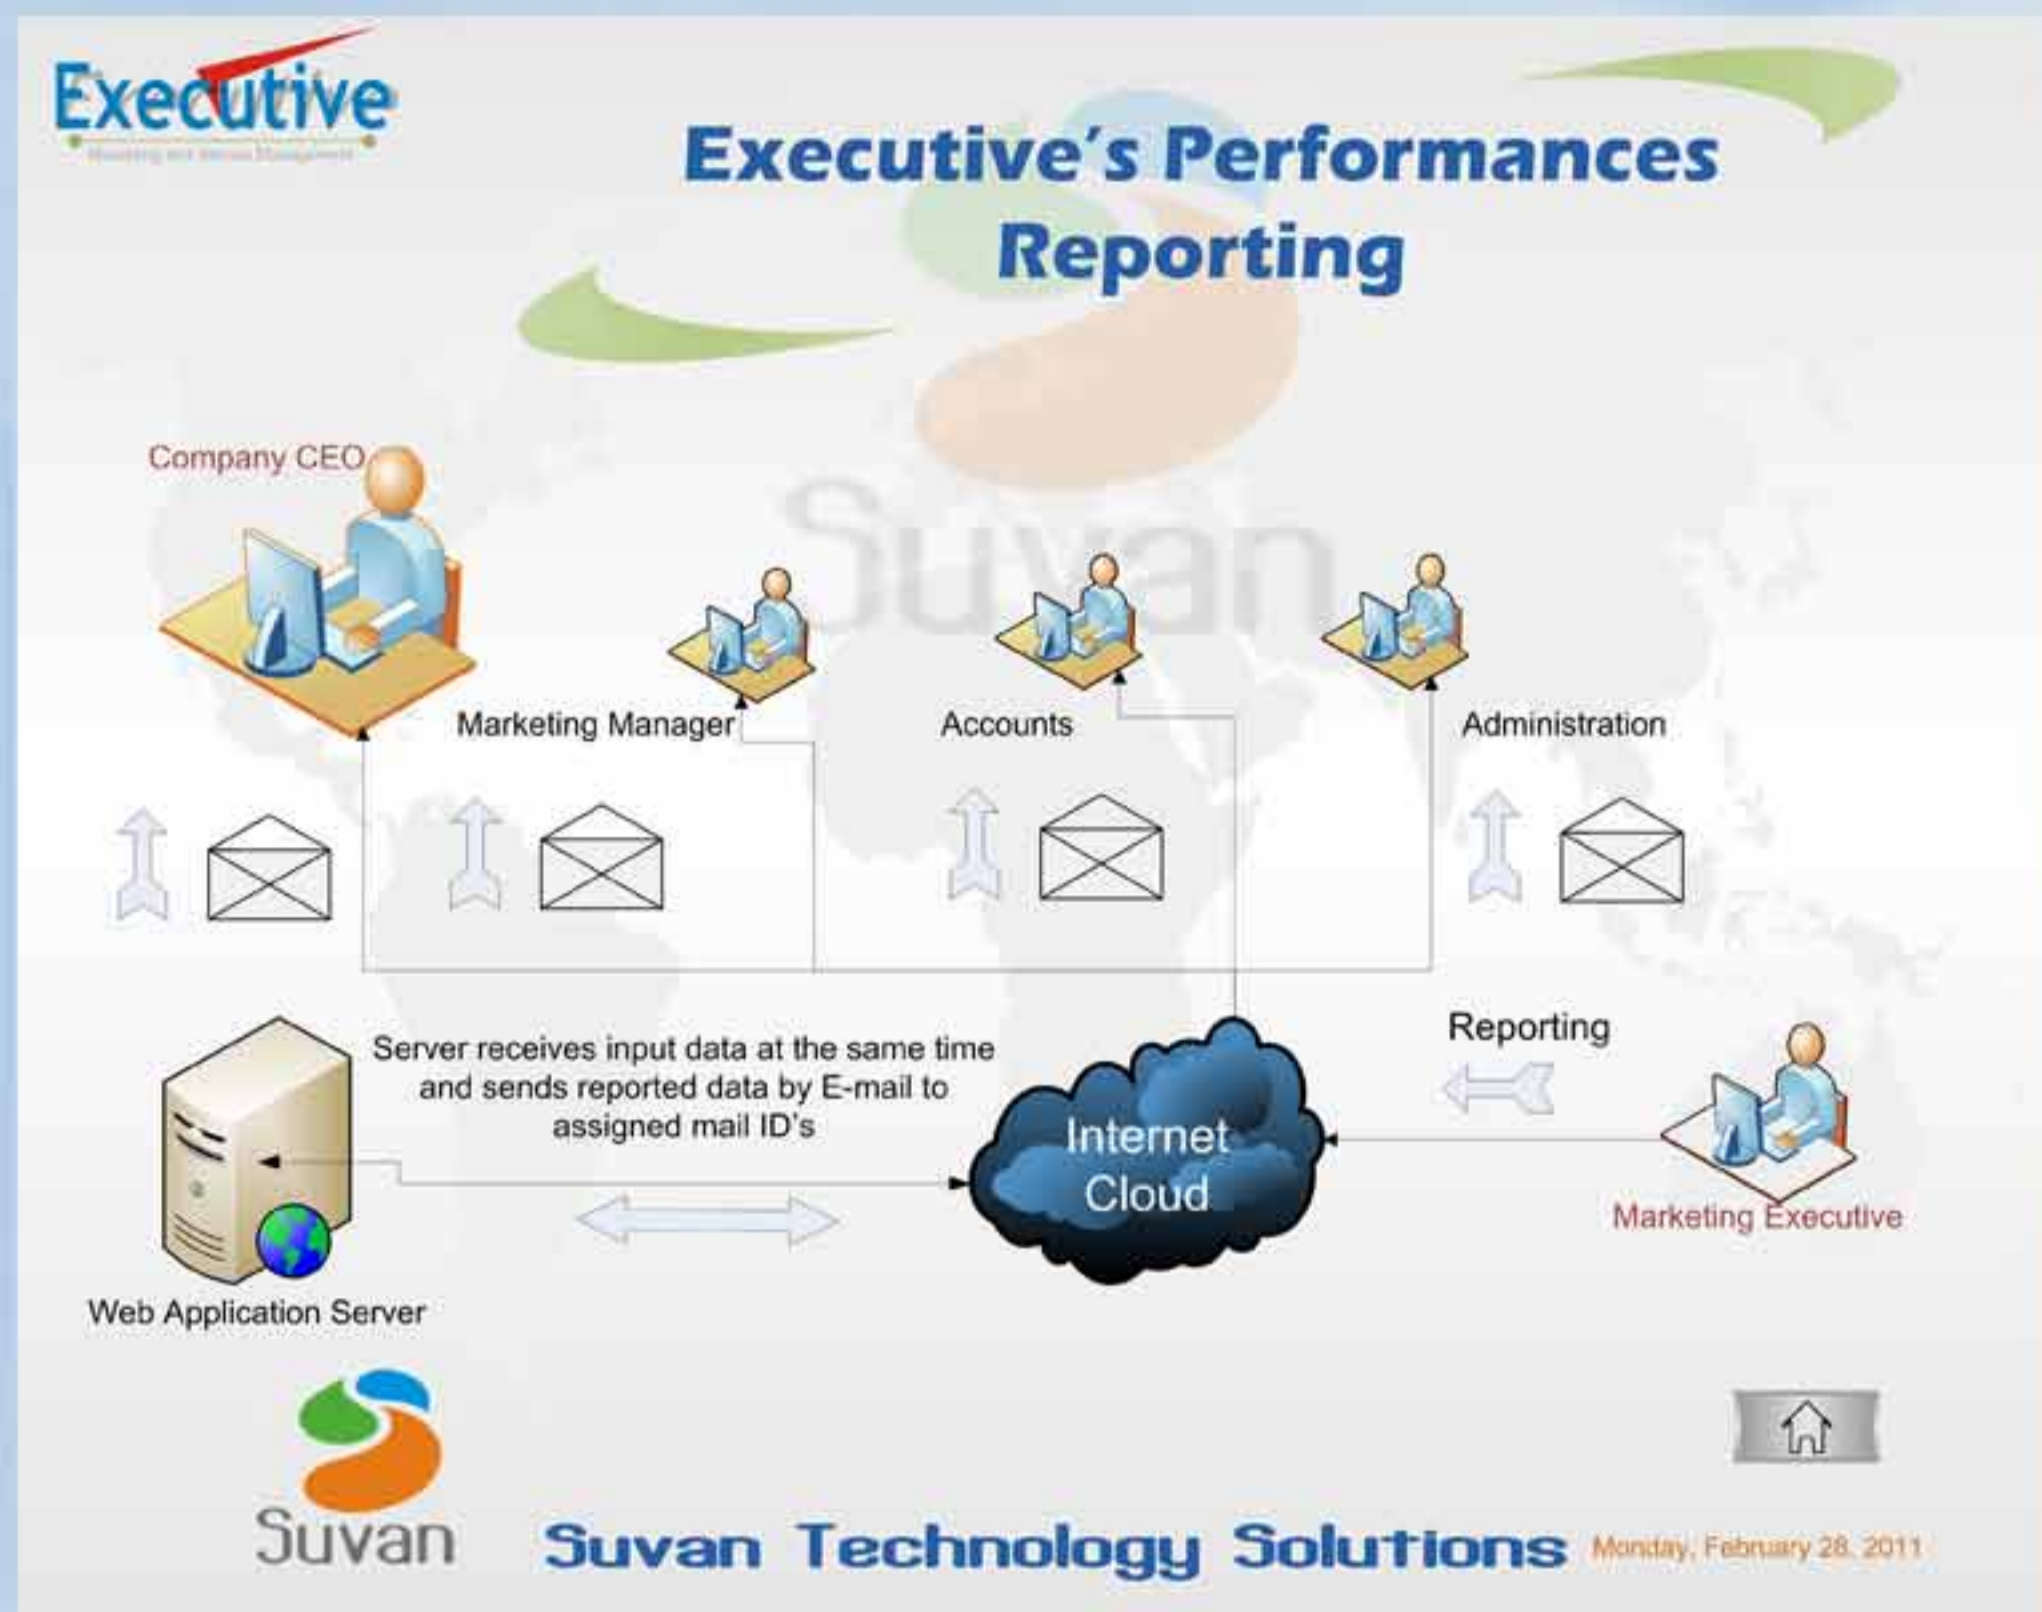 Executive
Executive's Performances
Reporting
Suvan
Company CEO
Marketing Manager
Accounts
Administration
Server receives input data at the same time
and sends reported data by E-mail to
assigned mail ID's
Internet
Cloud
Reporting
Marketing Executive
Web Application Server
Suvan
Suvan Technology Solutions
Monday, February 28, 2011